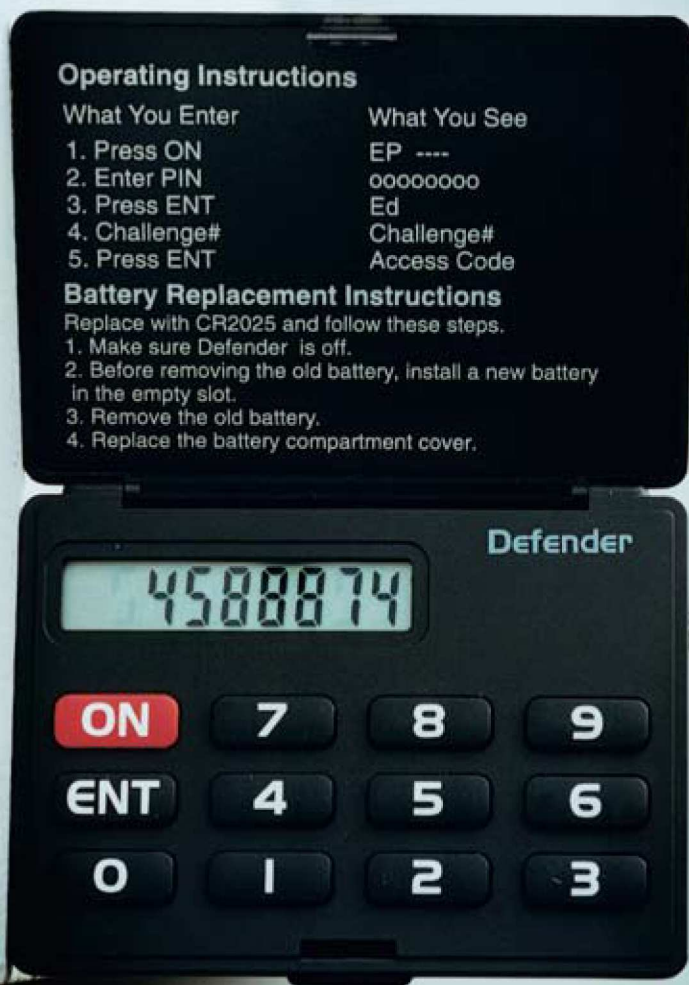 Operating Instructions
What You Enter What You See
1. Press ON EP ----
2. Enter PIN oooooooo
3. Press ENT Ed
4. Challenge# Challenge#
5. Press ENT Access Code
Battery Replacement Instructions
Replace with CR2025 and follow these steps.
1. Make sure Defender is off.
2. Before removing the old battery, install a new battery
in the empty slot.
3. Remove the old battery.
4. Replace the battery compartment cover.
Defender
4588874
ON 7 8 9
ENT 4 5 6
0 1 2 3